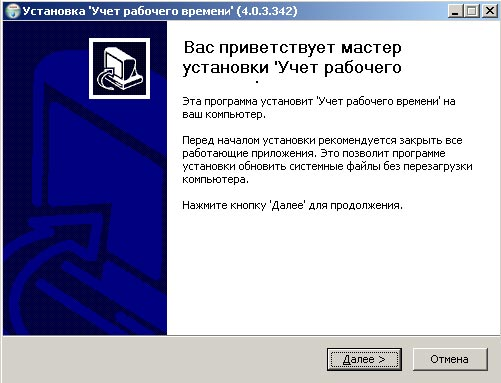 Установка 'Учет рабочего времени' (4.0.3.342)
Вас приветствует мастер
установки 'Учет рабочего
Эта программа установит 'Учет рабочего времени' на
ваш компьютер.
Перед началом установки рекомендуется закрыть все
работающие приложения. Это позволит программе
установки обновить системные файлы без перезагрузки
компьютера.
Нажмите кнопку 'Далее' для продолжения.
Далее >
Отмена